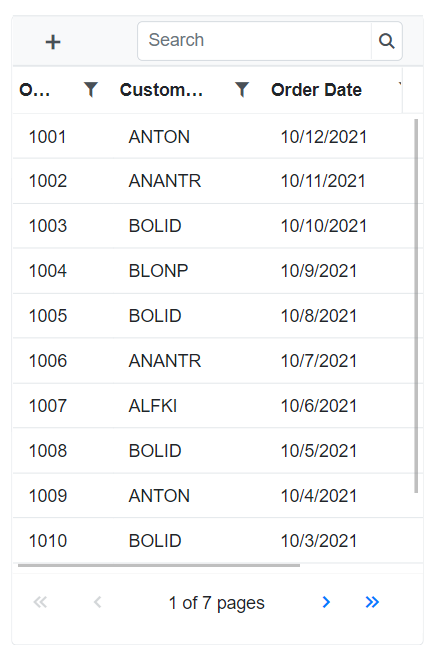 + Search
O... Custom... Order Date
1001 ANTON 10/12/2021
1002 ANANTR 10/11/2021
1003 BOLID 10/10/2021
1004 BLONP 10/9/2021
1005 BOLID 10/8/2021
1006 ANANTR 10/7/2021
1007 ALFKI 10/6/2021
1008 BOLID 10/5/2021
1009 ANTON 10/4/2021
1010 BOLID 10/3/2021
1 of 7 pages